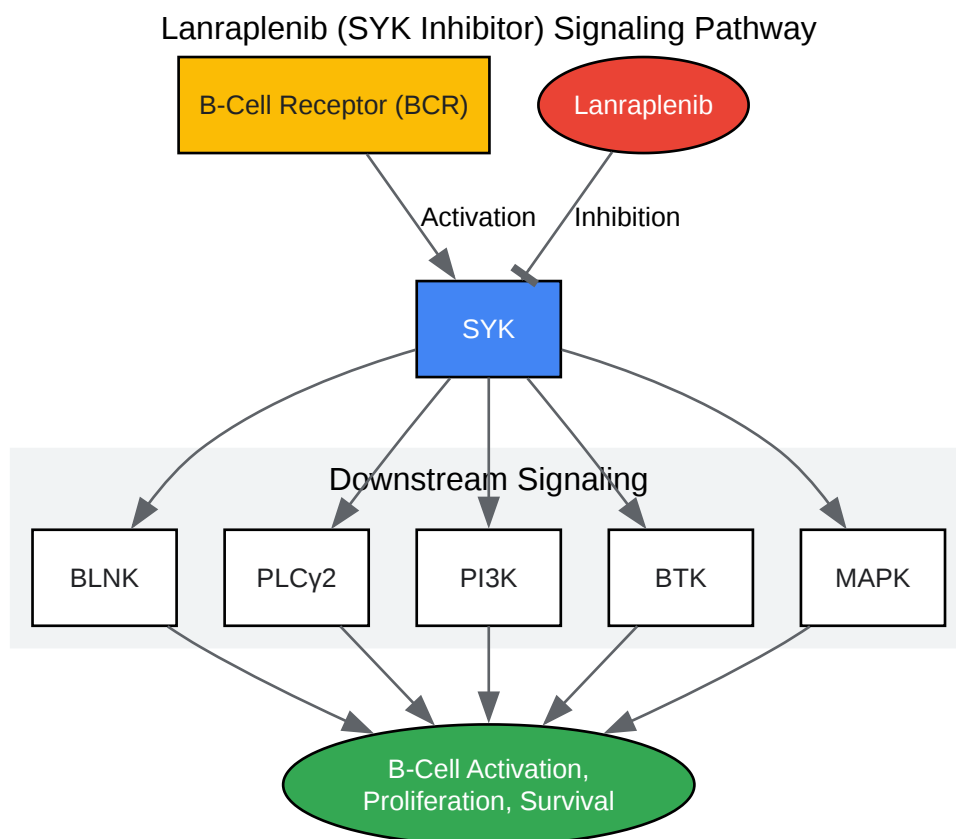 Lanraplenib (SYK Inhibitor) Signaling Pathway
B-Cell Receptor (BCR)
Lanraplenib
Activation
Inhibition
SYK
Downstream Signaling
BLNK
PLCγ2
PI3K
BTK
MAPK
B-Cell Activation,
Proliferation, Survival